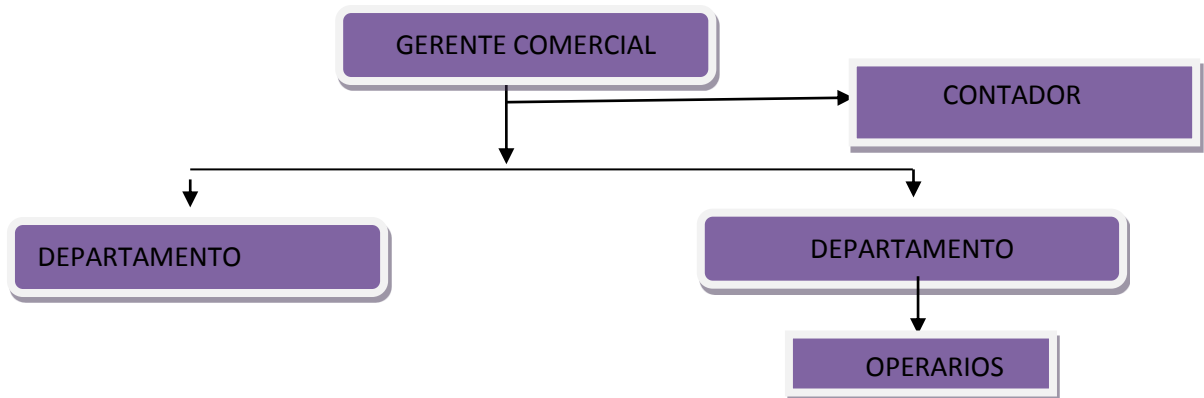 GERENTE COMERCIAL
CONTADOR
DEPARTAMENTO
DEPARTAMENTO
OPERARIOS